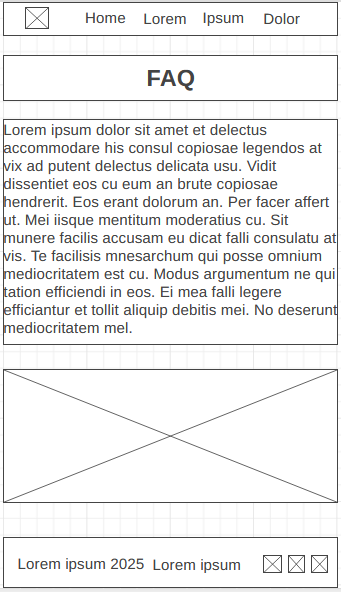 Home Lorem Ipsum Dolor
FAQ
Lorem ipsum dolor sit amet et delectus
accommodare his consul copiosae legendos at
vix ad putent delectus delicata usu. Vidit
dissentiet eos cu eum an brute copiosae
hendrerit. Eos erant dolorum an. Per facer affert
ut. Mei iisque mentitum moderatius cu. Sit
munere facilis accusam eu dicat falli consulatu at
vis. Te facilisis mnesarchum qui posse omnium
mediocritatem est cu. Modus argumentum ne qui
tation efficiendi in eos. Ei mea falli legere
efficiantur et tollit aliquip debitis mei. No deserunt
mediocritatem mel.
Lorem ipsum 2025 Lorem ipsum